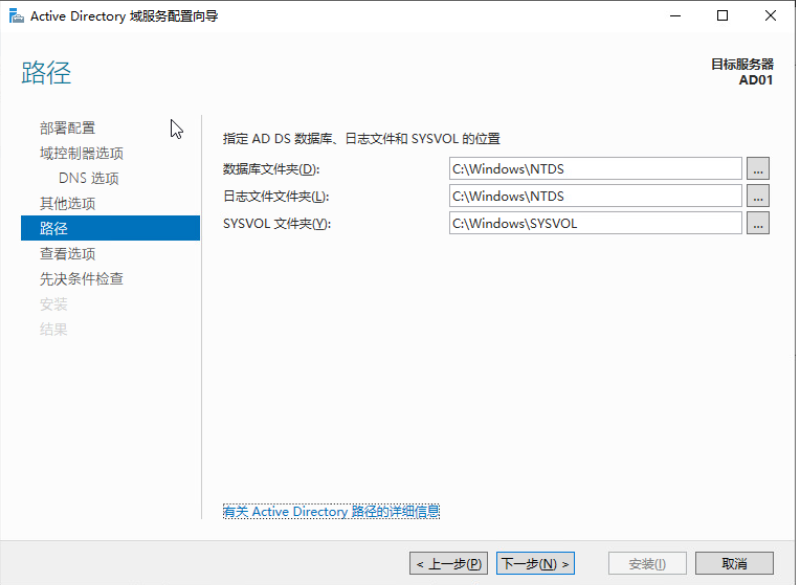 Active Directory 域服务配置向导
路径
目标服务器
AD01
部署配置
域控制器选项
DNS 选项
其他选项
路径
查看选项
先决条件检查
安装
结果
指定 AD DS 数据库、日志文件和 SYSVOL 的位置
数据库文件夹(D): C:\Windows\NTDS ...
日志文件文件夹(L): C:\Windows\NTDS ...
SYSVOL 文件夹(Y): C:\Windows\SYSVOL ...
有关 Active Directory 路径的详细信息
< 上一步(P) 下一步(N) > 安装(I) 取消